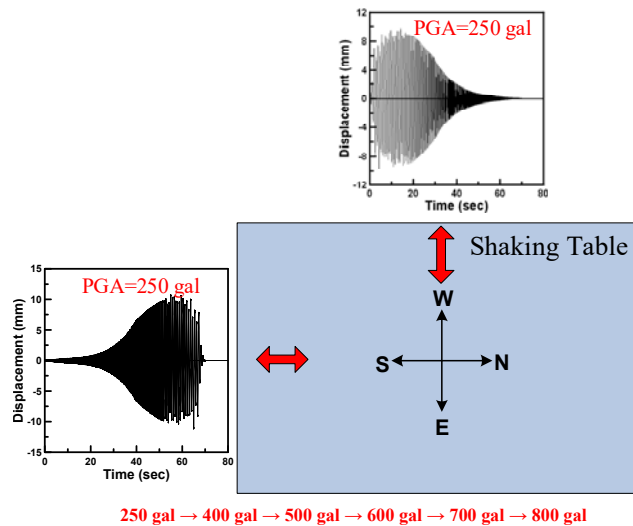 PGA=250 gal
Displacement (mm)
12
8
4
0
-4
-8
-12
0 20 40 60 80
Time (sec)
Shaking Table
W
S N
E
PGA=250 gal
Displacement (mm)
15
10
5
0
-5
-10
-15
0 20 40 60 80
Time (sec)
250 gal → 400 gal → 500 gal → 600 gal → 700 gal → 800 gal